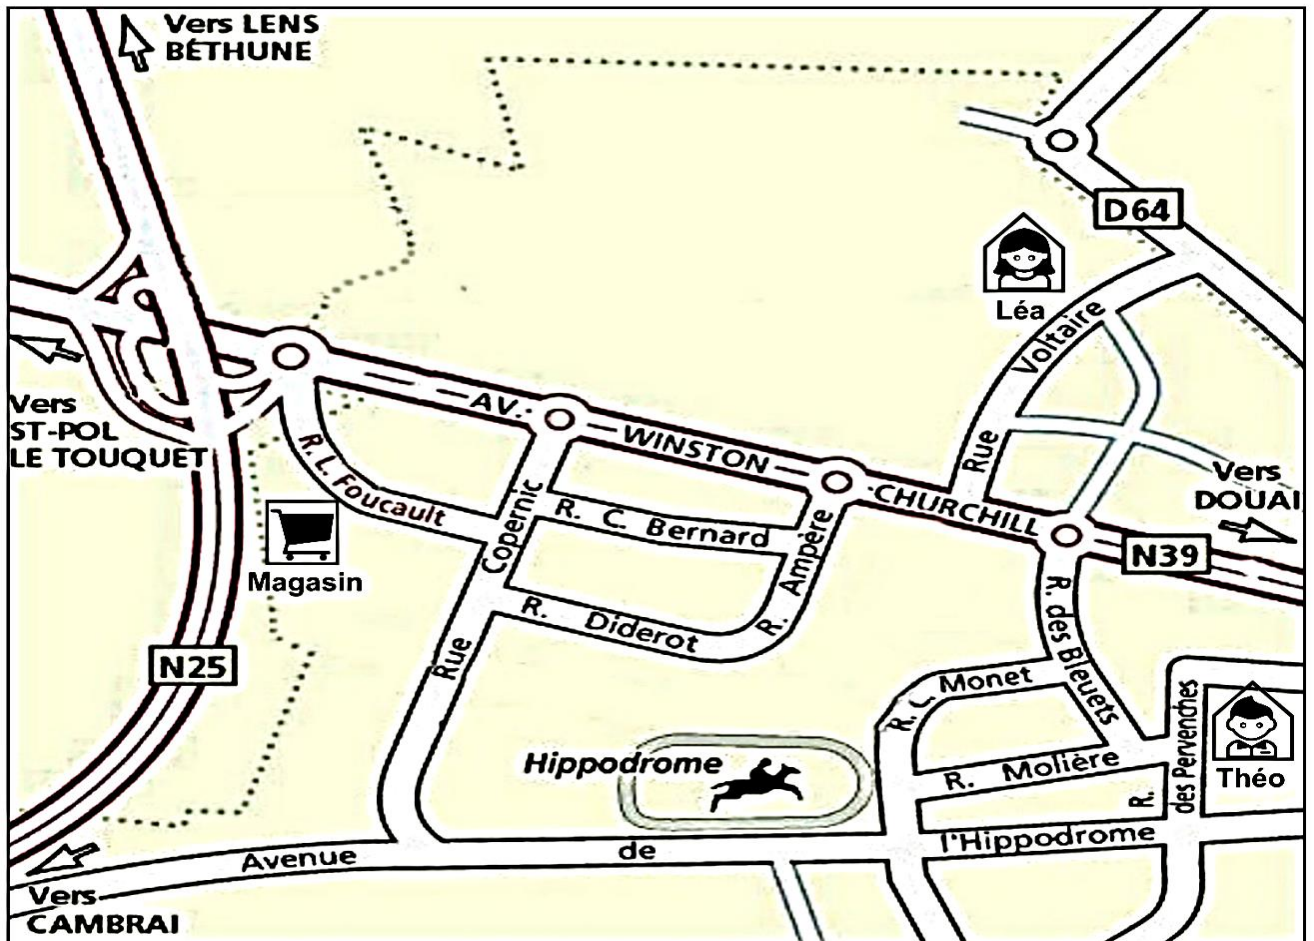 Vers LENS
BÉTHUNE
D64
Léa
Rue Voltaire
Vers
ST-POL
LE TOUQUET
AV. WINSTON CHURCHILL
Vers
DOUAI
N39
R. L. Foucault
Magasin
Rue Copernic
R. C. Bernard
R. Ampère
R. Diderot
N25
R. des Bleuets
R. C. Monet
R. Molière
R. des Pervenches
Théo
Hippodrome
Avenue de l'Hippodrome
Vers
CAMBRAI